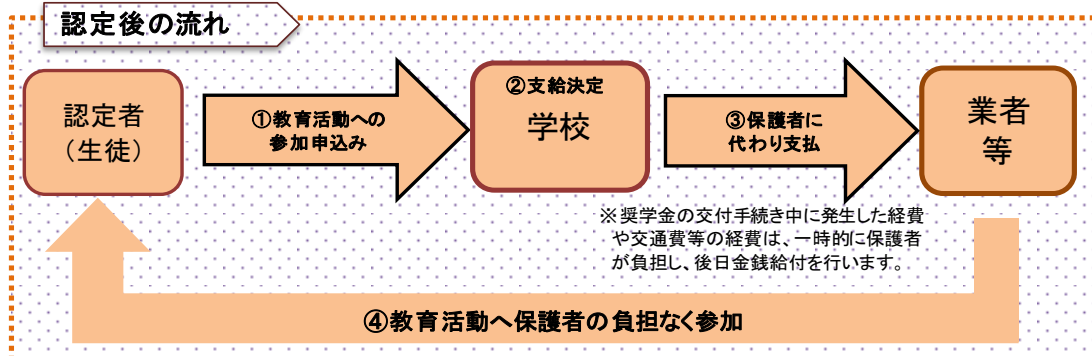 認定後の流れ
認定者
（生徒）
①教育活動への
参加申込み
②支給決定
学校
③保護者に
代わり支払
業者
等
※奨学金の交付手続き中に発生した経費
や交通費等の経費は、一時的に保護者
が負担し、後日金銭給付を行います。
④教育活動へ保護者の負担なく参加